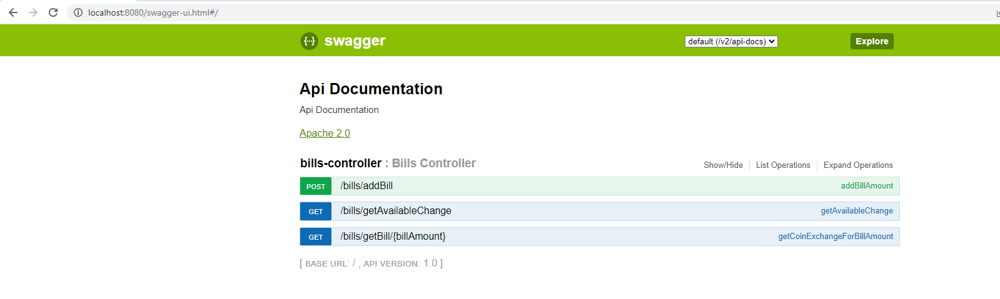 localhost:8080/swagger-ui.html#/
{···} swagger default (/v2/api-docs) Explore
Api Documentation
Api Documentation
Apache 2.0
bills-controller : Bills Controller Show/Hide List Operations Expand Operations
POST /bills/addBill addBillAmount
GET /bills/getAvailableChange getAvailableChange
GET /bills/getBill/{billAmount} getCoinExchangeForBillAmount
[ BASE URL: / , API VERSION: 1.0 ]